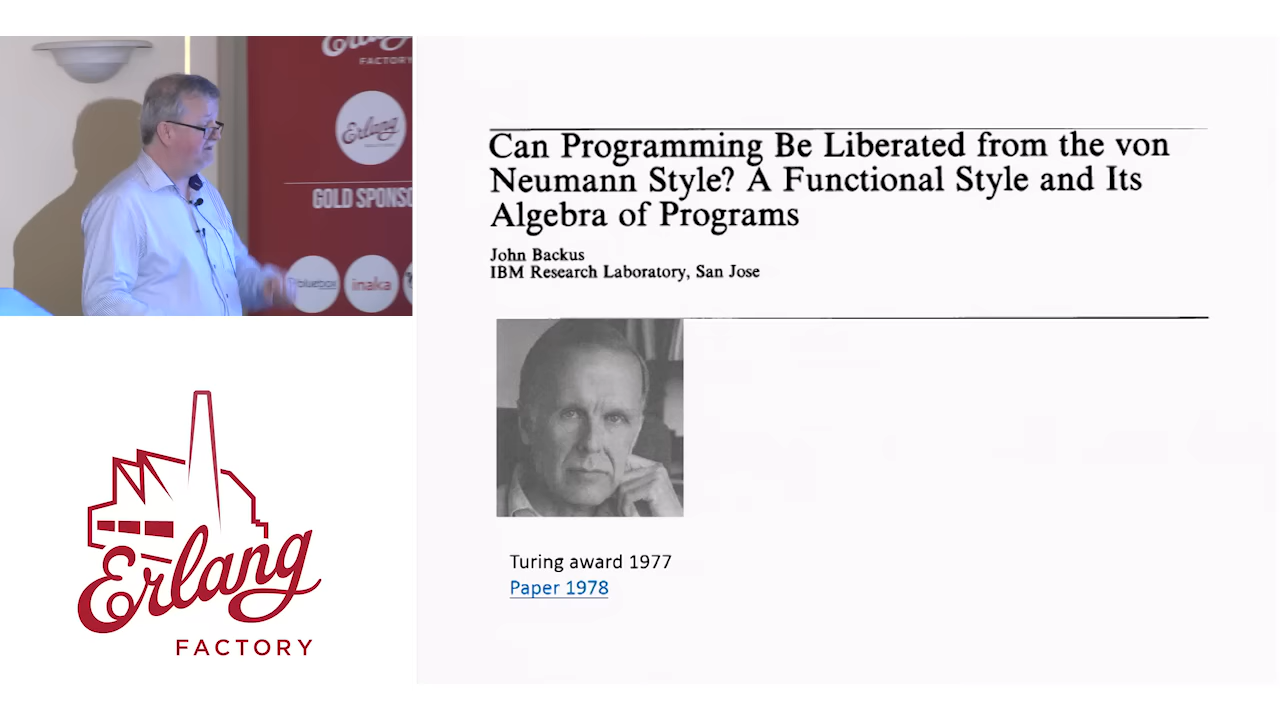 Erlang
FACTORY
Erlang
GOLD SPONSO
bluebox
inaka
Can Programming Be Liberated from the von
Neumann Style? A Functional Style and Its
Algebra of Programs
John Backus
IBM Research Laboratory, San Jose
Turing award 1977
Paper 1978
Erlang
FACTORY